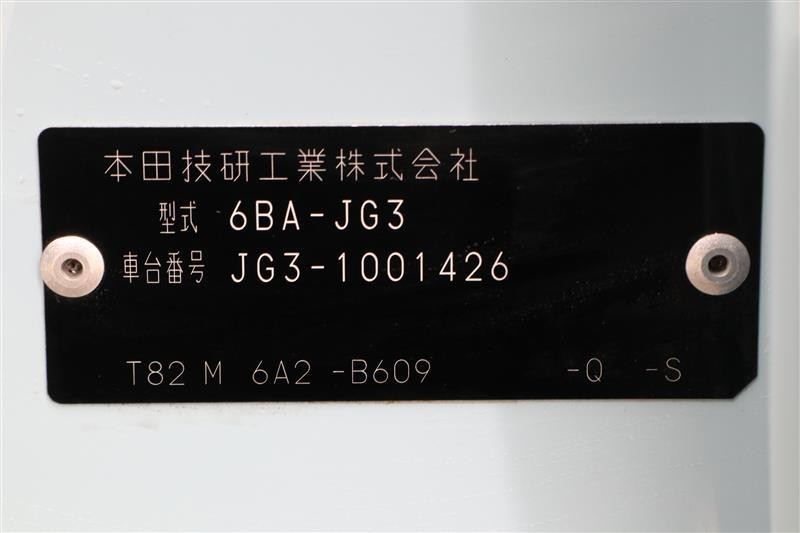 本田技研工業株式会社
型式 6BA-JG3
車台番号 JG3-1001426
T82 M 6A2 -B609 -Q -S